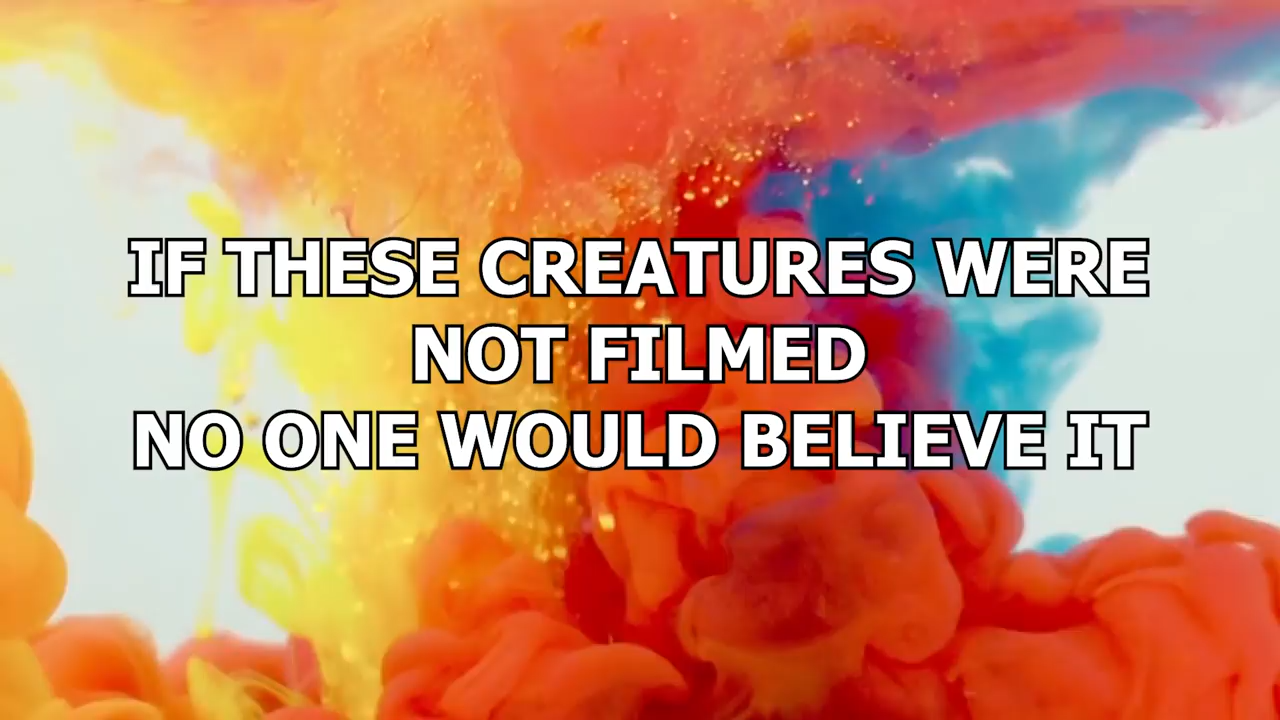 IF THESE CREATURES WERE
NOT FILMED
NO ONE WOULD BELIEVE IT